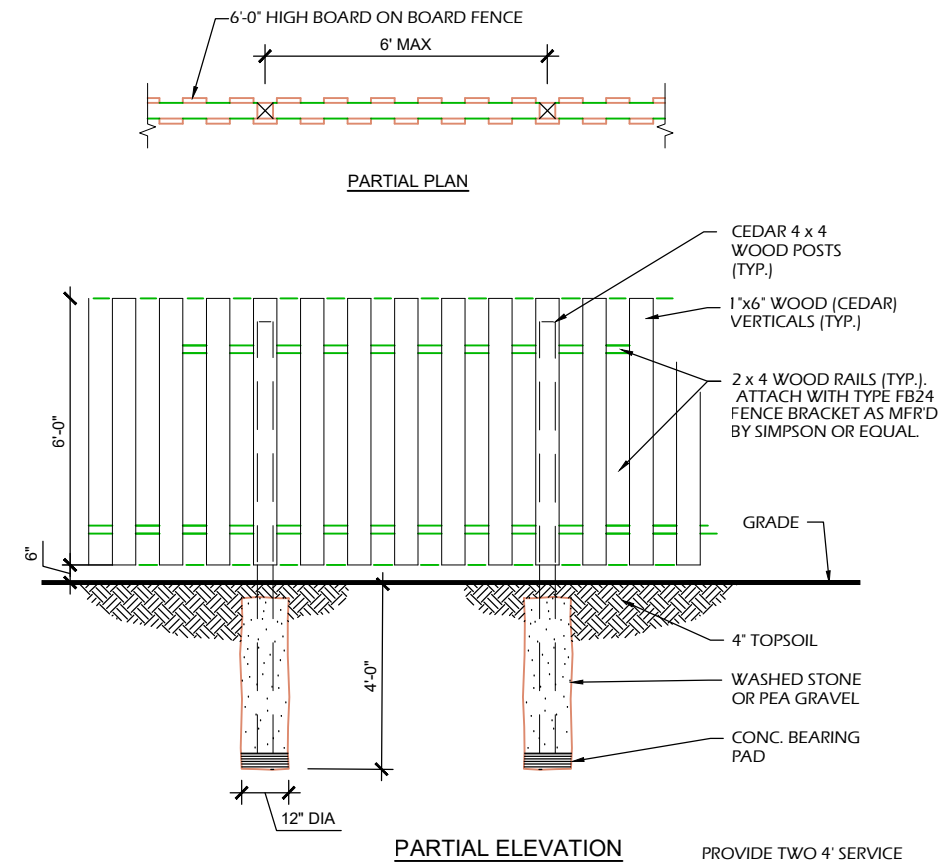 6'-0" HIGH BOARD ON BOARD FENCE
6' MAX
PARTIAL PLAN
CEDAR 4 x 4
WOOD POSTS
(TYP.)
1"x6" WOOD (CEDAR)
VERTICALS (TYP.)
2 x 4 WOOD RAILS (TYP.).
ATTACH WITH TYPE FB24
FENCE BRACKET AS MFR'D
BY SIMPSON OR EQUAL.
6'-0"
GRADE
6"
4" TOPSOIL
4'-0"
WASHED STONE
OR PEA GRAVEL
CONC. BEARING
PAD
12" DIA
PARTIAL ELEVATION
PROVIDE TWO 4' SERVICE